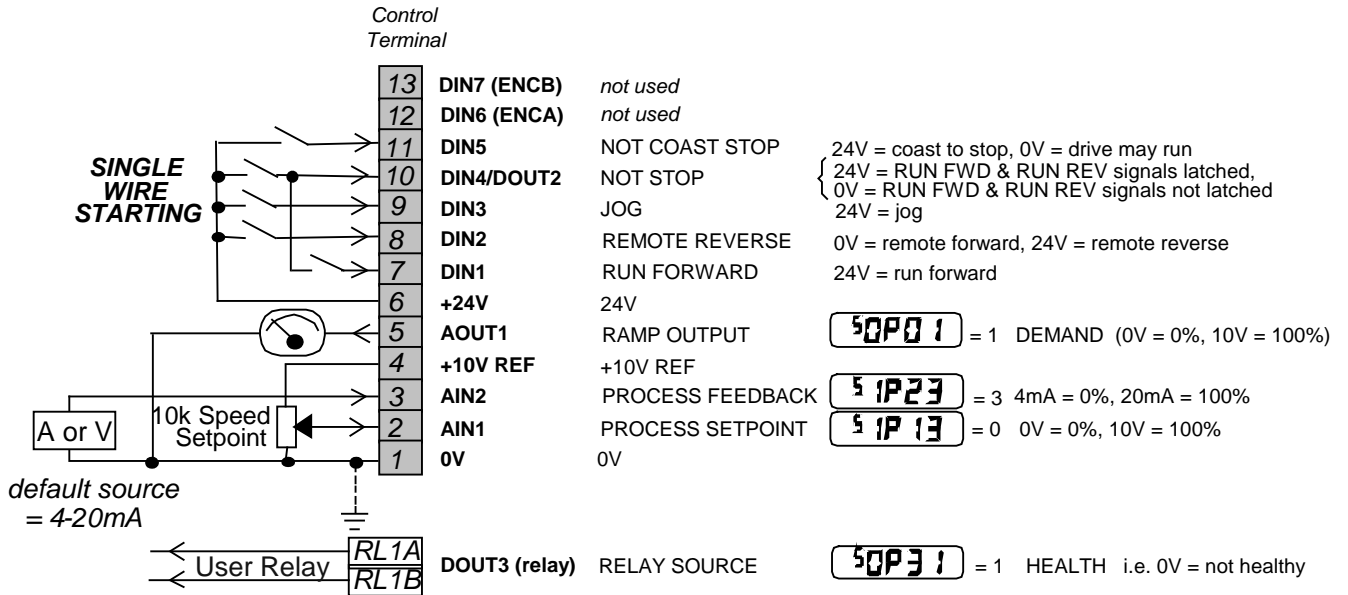 Control
Terminal
13 DIN7 (ENCB) not used
12 DIN6 (ENCA) not used
11 DIN5 NOT COAST STOP 24V = coast to stop, 0V = drive may run
SINGLE
WIRE
STARTING
10 DIN4/DOUT2 NOT STOP 24V = RUN FWD & RUN REV signals latched,
0V = RUN FWD & RUN REV signals not latched
9 DIN3 JOG 24V = jog
8 DIN2 REMOTE REVERSE 0V = remote forward, 24V = remote reverse
7 DIN1 RUN FORWARD 24V = run forward
6 +24V 24V
5 AOUT1 RAMP OUTPUT SOP01 = 1 DEMAND (0V = 0%, 10V = 100%)
4 +10V REF +10V REF
3 AIN2 PROCESS FEEDBACK SIP23 = 3 4mA = 0%, 20mA = 100%
A or V
10k Speed
Setpoint
2 AIN1 PROCESS SETPOINT SIP13 = 0 0V = 0%, 10V = 100%
1 0V 0V
default source
= 4-20mA
User Relay
RL1A
RL1B
DOUT3 (relay) RELAY SOURCE SOP31 = 1 HEALTH i.e. 0V = not healthy